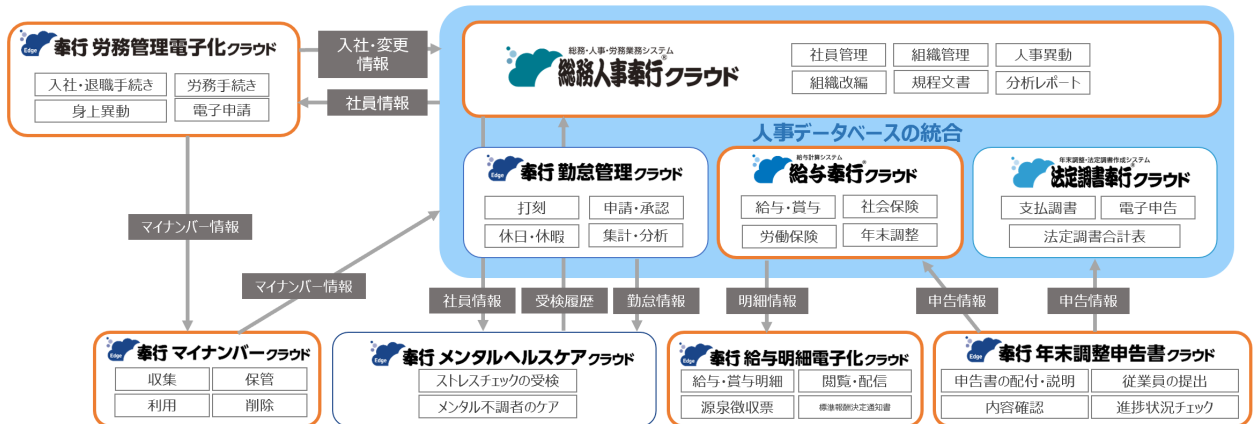 Edge 奉行 労務管理電子化クラウド
入社・退職手続き
労務手続き
身上異動
電子申請
入社・変更
情報
社員情報
総務・人事・労務業務システム
総務人事奉行クラウド
社員管理
組織管理
人事異動
組織改編
規程文書
分析レポート
人事データベースの統合
Edge 奉行 勤怠管理クラウド
打刻
申請・承認
休日・休暇
集計・分析
給与計算システム
給与奉行クラウド
給与・賞与
社会保険
労働保険
年末調整
年末調整・法定調書作成システム
法定調書奉行クラウド
支払調書
電子申告
法定調書合計表
マイナンバー情報
マイナンバー情報
社員情報
受検履歴
勤怠情報
明細情報
申告情報
申告情報
Edge 奉行 マイナンバークラウド
収集
保管
利用
削除
Edge 奉行 メンタルヘルスケアクラウド
ストレスチェックの受検
メンタル不調者のケア
Edge 奉行 給与明細電子化クラウド
給与・賞与明細
閲覧・配信
源泉徴収票
標準報酬決定通知書
Edge 奉行 年末調整申告書クラウド
申告書の配付・説明
従業員の提出
内容確認
進捗状況チェック